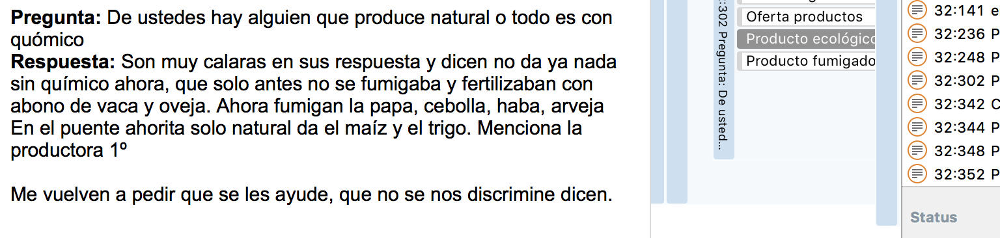 Pregunta: De ustedes hay alguien que produce natural o todo es con
quómico
Respuesta: Son muy calaras en sus respuesta y dicen no da ya nada
sin químico ahora, que solo antes no se fumigaba y fertilizaban con
abono de vaca y oveja. Ahora fumigan la papa, cebolla, haba, arveja
En el puente ahorita solo natural da el maíz y el trigo. Menciona la
productora 1º
Me vuelven a pedir que se les ayude, que no se nos discrimine dicen.
:302 Pregunta: De usted...
Oferta productos
Producto ecológico
Producto fumigado
32:141 e
32:236 P
32:248 P
32:302 P
32:342 C
32:344 P
32:348 P
32:352 P
Status